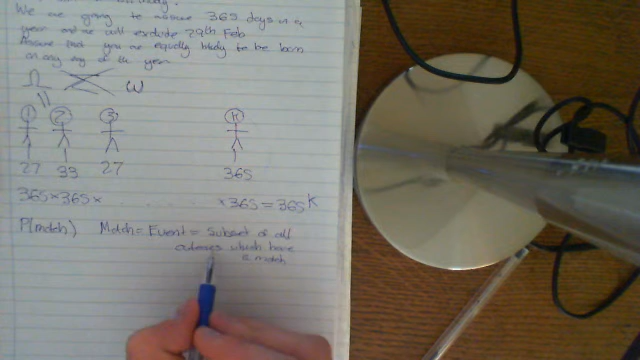 We are going to assume 365 days in a
year and we will exclude 29th Feb
Assume that you are equally likely to be born
on any day of the year
Ω ω
1 2 3 K
27 33 27 365
365×365× . . . . ×365 = 365^K
P(match) Match = Event = Subset of all
outcomes which have
a match